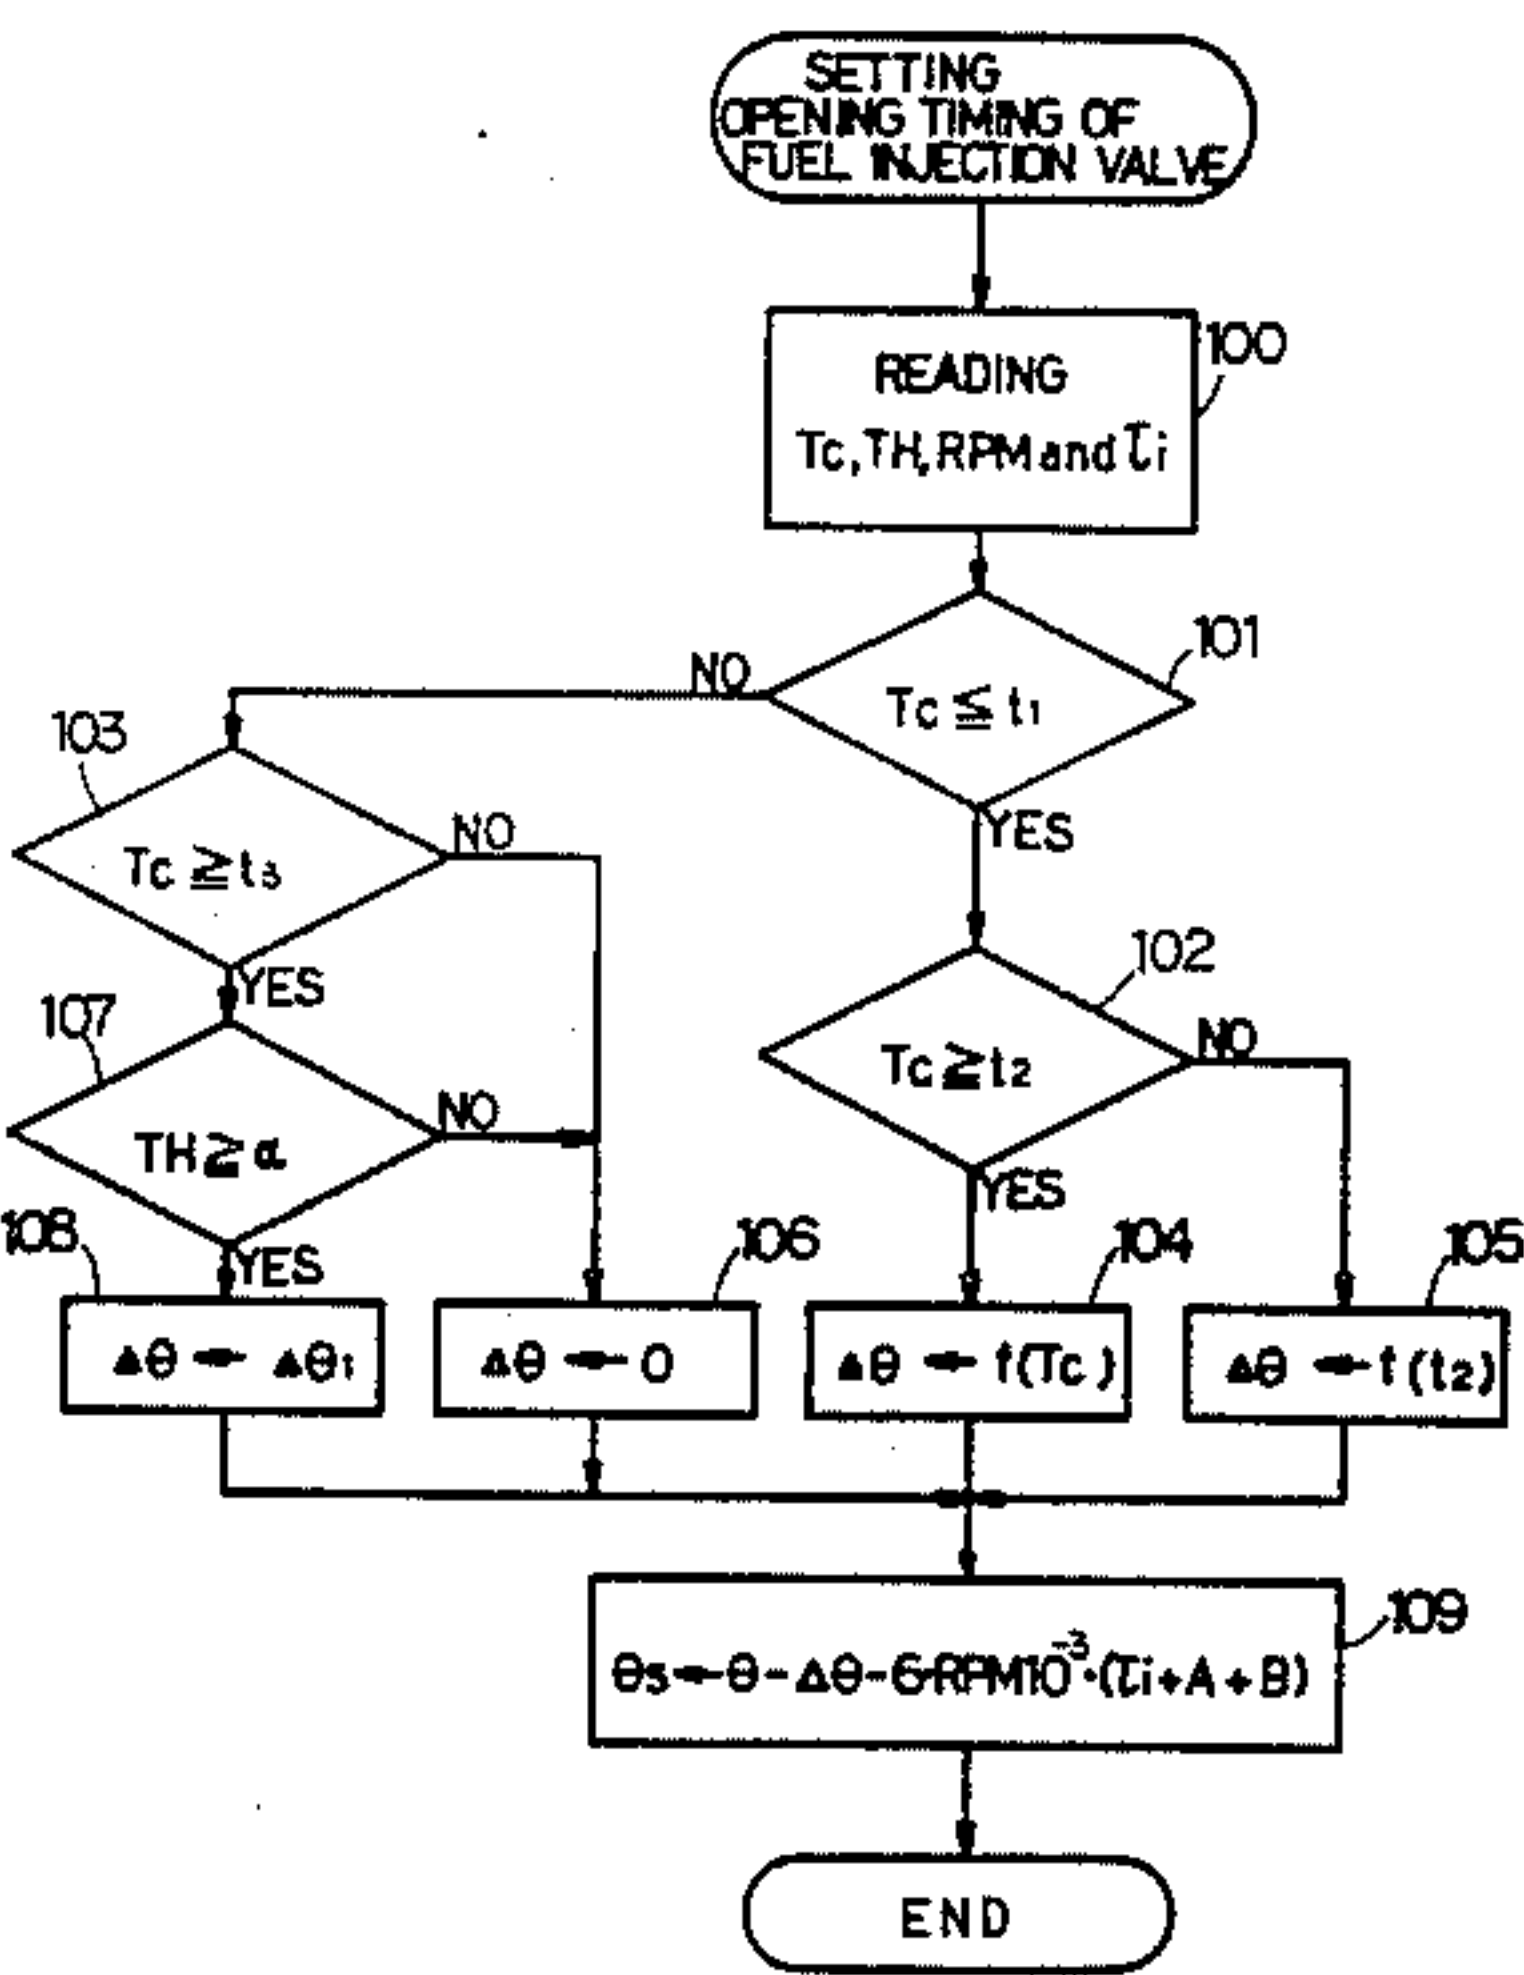 SETTING
OPENING TIMING OF
FUEL INJECTION VALVE
100
READING
Tc, TH, RPM and τi
101
NO
Tc ≦ t1
YES
103
NO
Tc ≧ t3
YES
102
NO
Tc ≧ t2
YES
107
NO
TH ≧ α
YES
108
106
104
105
Δθ ← Δθ1
Δθ ← 0
Δθ ← f(Tc)
Δθ ← f(t2)
109
θs ← θ - Δθ - 6·RPM10⁻³·(τi + A + B)
END